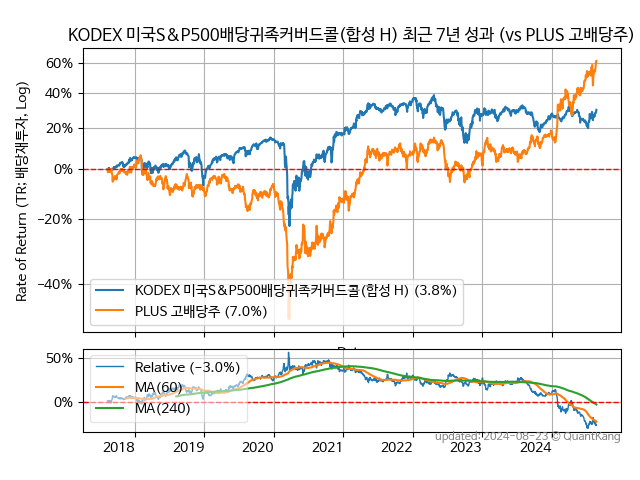 KODEX 미국S&P500배당귀족커버드콜(합성 H) 최근 7년 성과 (vs PLUS 고배당주)
Rate of Return (TR: 배당재투자, Log)
60%
40%
20%
0%
−20%
−40%
KODEX 미국S&P500배당귀족커버드콜(합성 H) (3.8%)
PLUS 고배당주 (7.0%)
50%
0%
Relative (−3.0%)
MA(60)
MA(240)
2018
2019
2020
2021
2022
2023
2024
updated: 2024-08-23 © QuantKang